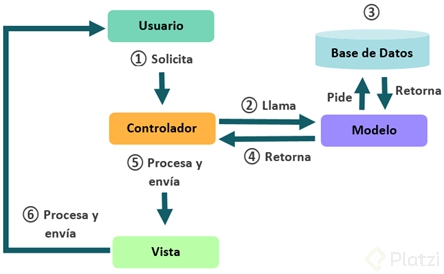 ③
Usuario
① Solicita
Base de Datos
② Llama
Pide
Retorna
Controlador
Modelo
④ Retorna
⑤ Procesa y
envía
⑥ Procesa y
envía
Vista
Platzi